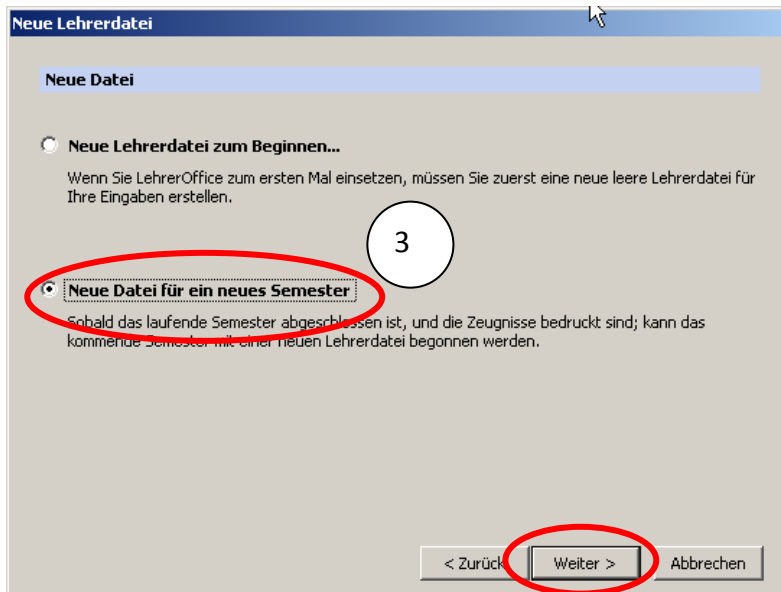 Neue Lehrerdatei
Neue Datei
Neue Lehrerdatei zum Beginnen...
Wenn Sie LehrerOffice zum ersten Mal einsetzen, müssen Sie zuerst eine neue leere Lehrerdatei für
Ihre Eingaben erstellen.
3
Neue Datei für ein neues Semester
Sobald das laufende Semester abgeschlossen ist, und die Zeugnisse bedruckt sind; kann das
kommende Semester mit einer neuen Lehrerdatei begonnen werden.
< Zurück
Weiter >
Abbrechen